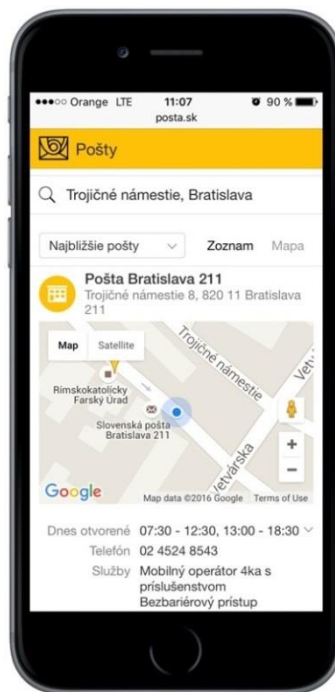 Orange LTE 11:07 90 %
posta.sk
Pošty
Trojičné námestie, Bratislava
Najbližšie pošty Zoznam Mapa
Pošta Bratislava 211
Trojičné námestie 8, 820 11 Bratislava
211
Map Satellite
Trojičné námestie
Vetvárska
Rímskokatolícky
Farský Úrad
Slovenská pošta
Bratislava 211
+
−
Google Map data ©2016 Google Terms of Use
Dnes otvorené 07:30 - 12:30, 13:00 - 18:30
Telefón 02 4524 8543
Služby Mobilný operátor 4ka s
príslušenstvom
Bezbariérový prístup